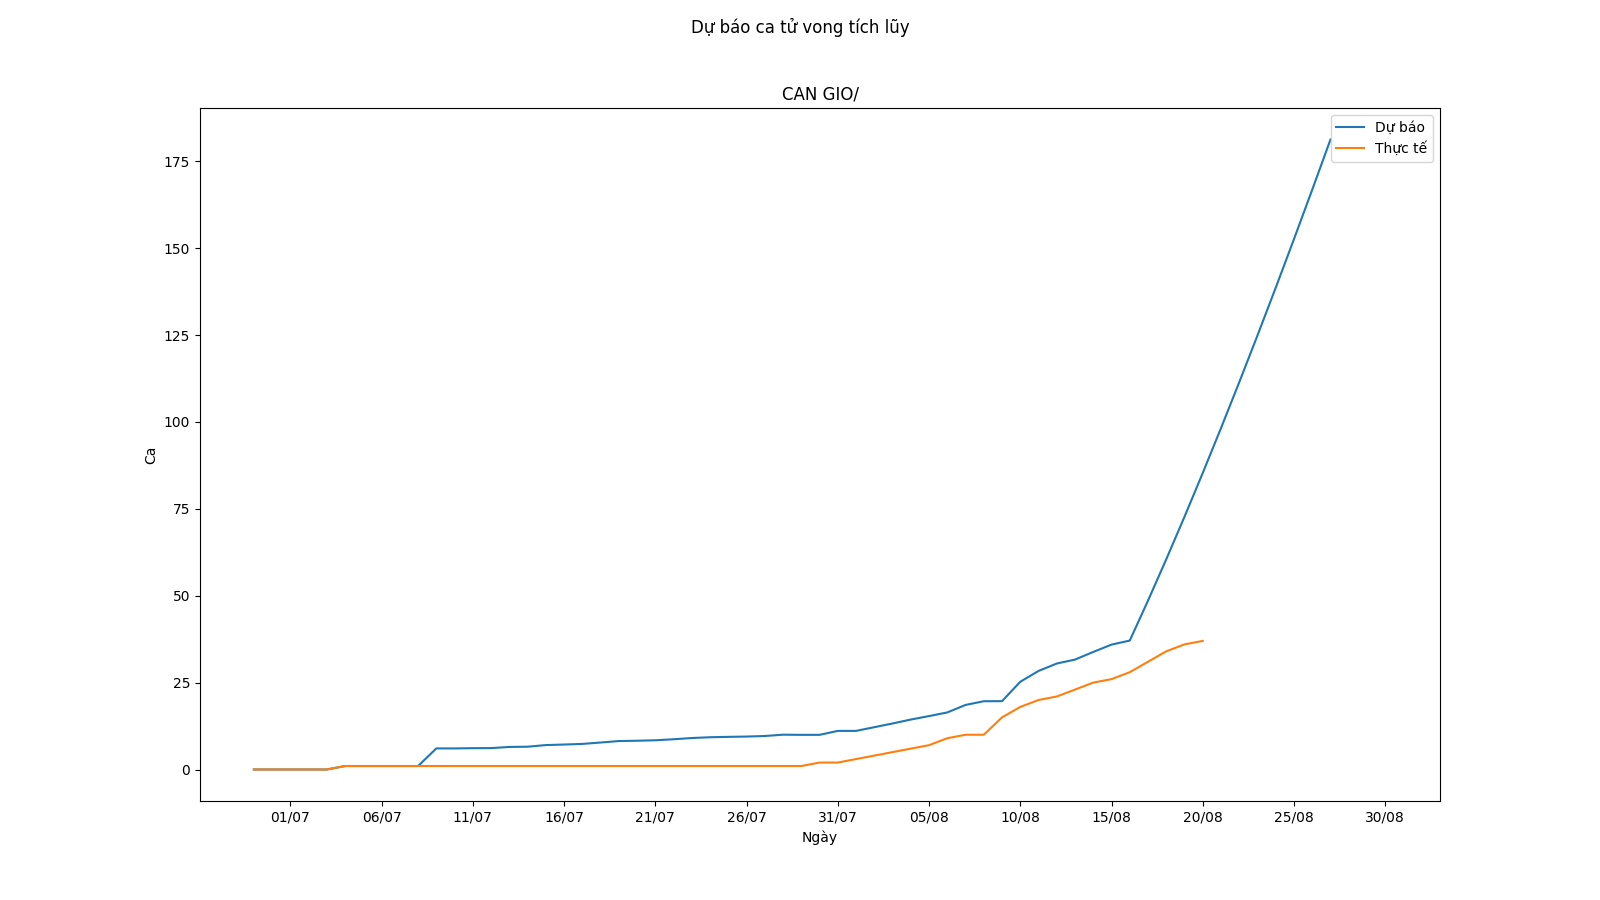 Dự báo ca tử vong tích lũy
CAN GIO/
Dự báo
Thực tế
175
150
125
100
75
50
25
0
Ca
01/07 06/07 11/07 16/07 21/07 26/07 31/07 05/08 10/08 15/08 20/08 25/08 30/08
Ngày